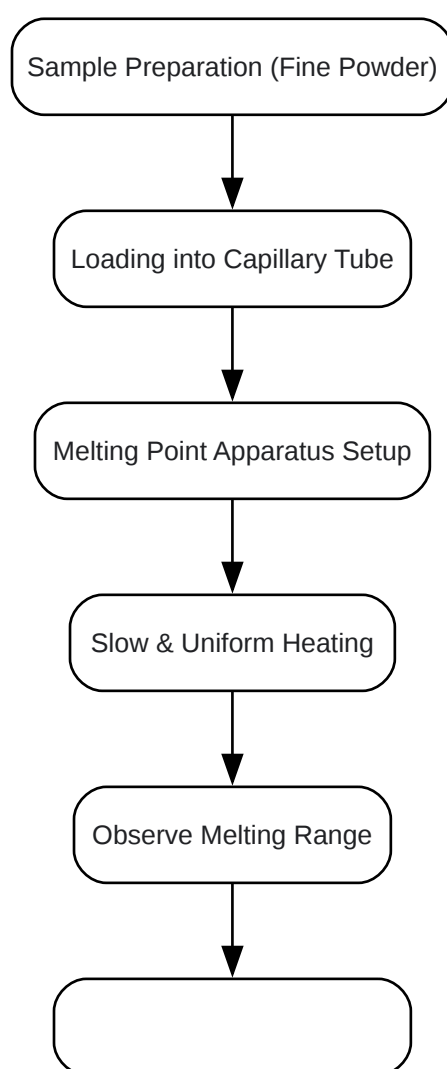 Sample Preparation (Fine Powder)
Loading into Capillary Tube
Melting Point Apparatus Setup
Slow & Uniform Heating
Observe Melting Range